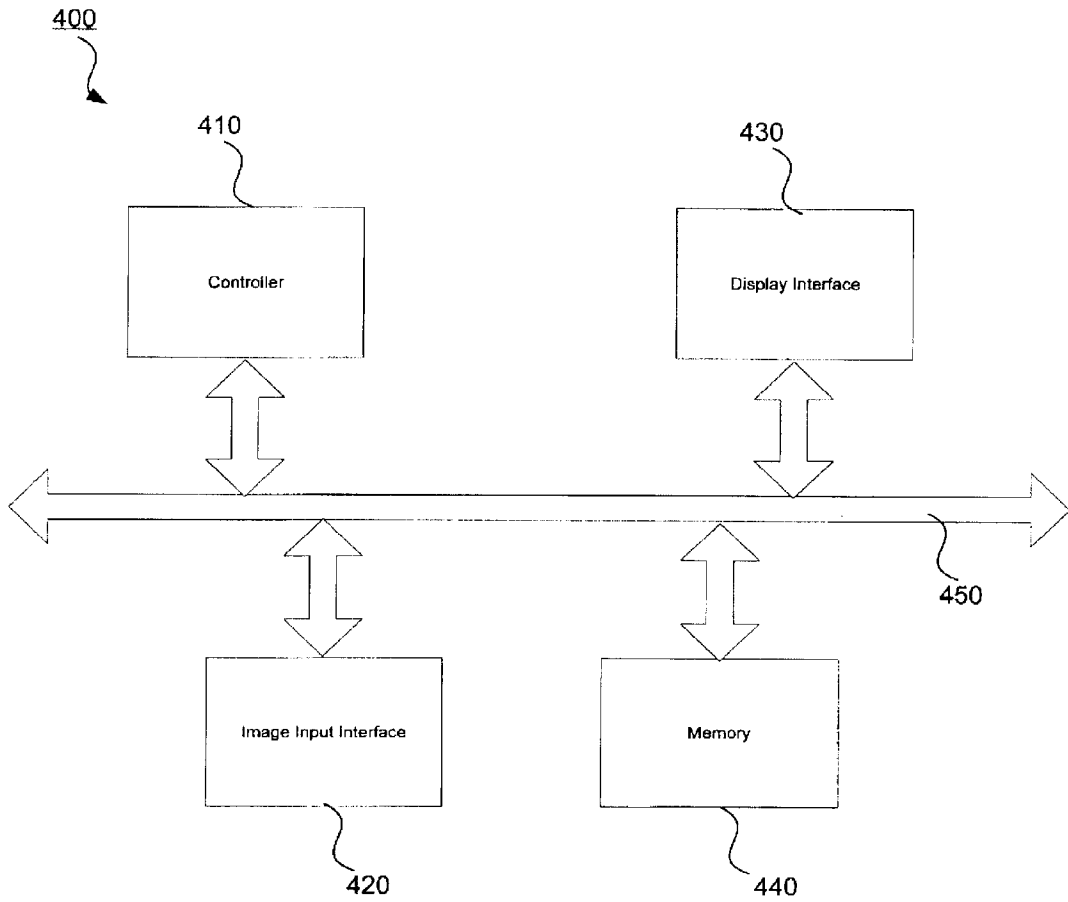 400
410
430
Controller
Display Interface
450
Image Input Interface
Memory
420
440